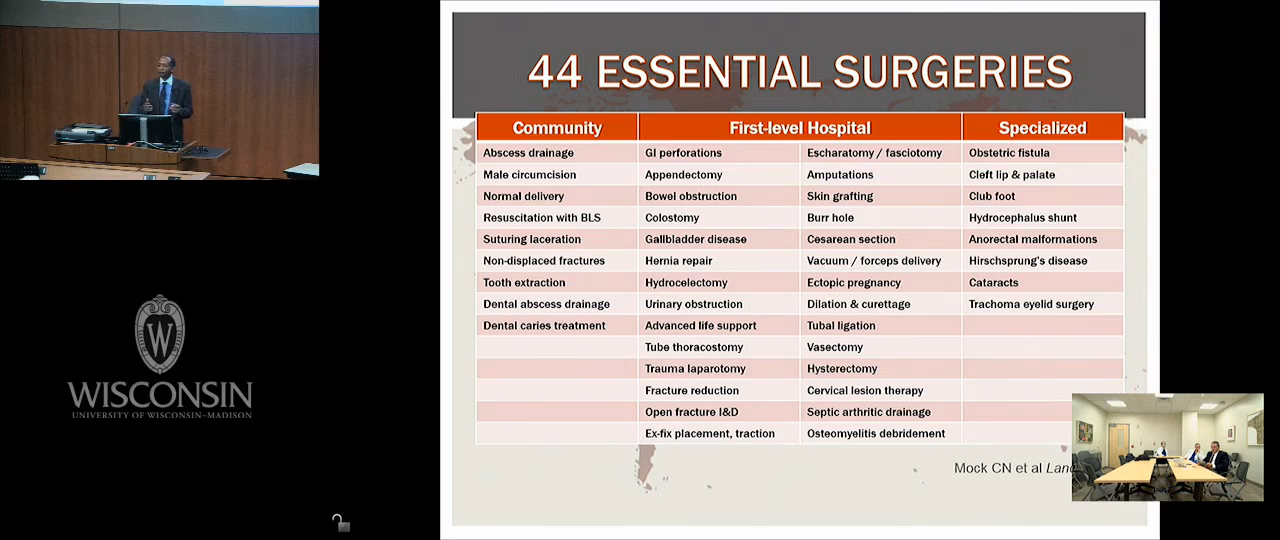 44 ESSENTIAL SURGERIES
Community First-level Hospital Specialized
Abscess drainage GI perforations Escharatomy / fasciotomy Obstetric fistula
Male circumcision Appendectomy Amputations Cleft lip & palate
Normal delivery Bowel obstruction Skin grafting Club foot
Resuscitation with BLS Colostomy Burr hole Hydrocephalus shunt
Suturing laceration Gallbladder disease Cesarean section Anorectal malformations
Non-displaced fractures Hernia repair Vacuum / forceps delivery Hirschsprung's disease
Tooth extraction Hydrocelectomy Ectopic pregnancy Cataracts
Dental abscess drainage Urinary obstruction Dilation & curettage Trachoma eyelid surgery
Dental caries treatment Advanced life support Tubal ligation
Tube thoracostomy Vasectomy
Trauma laparotomy Hysterectomy
Fracture reduction Cervical lesion therapy
Open fracture I&D Septic arthritic drainage
Ex-fix placement, traction Osteomyelitis debridement
Mock CN et al
W
WISCONSIN
UNIVERSITY OF WISCONSIN–MADISON